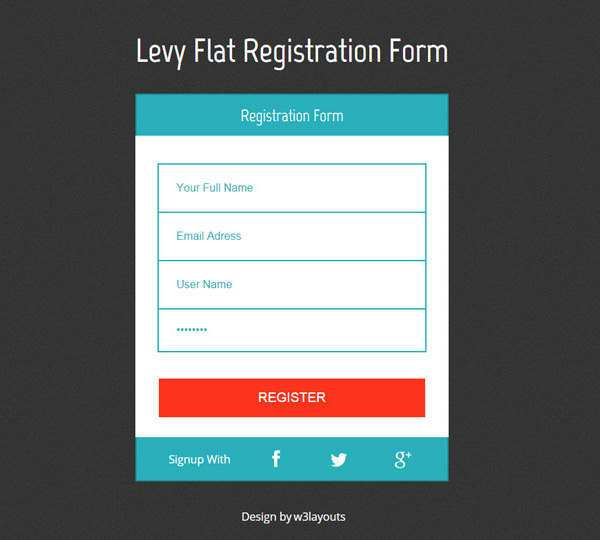 Levy Flat Registration Form
Registration Form
Your Full Name
Email Adress
User Name
••••••••
REGISTER
Signup With
Design by w3layouts